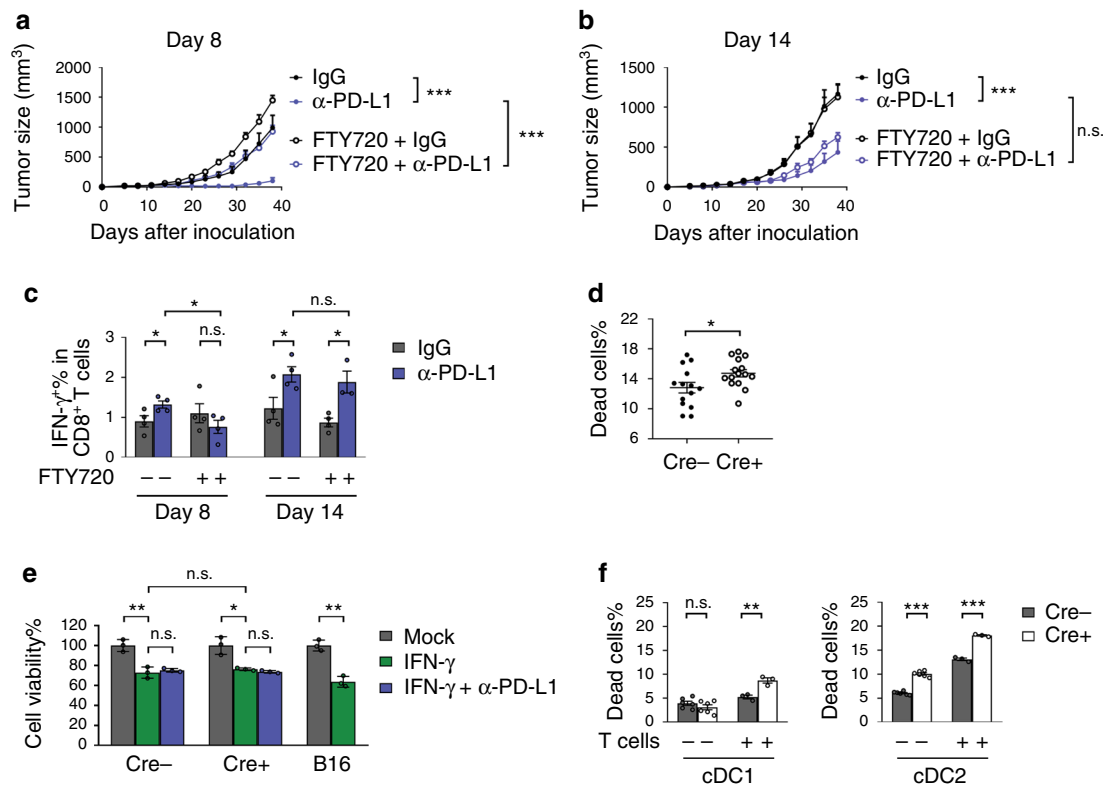 a
Day 8
Tumor size (mm³)
2000
1500
1000
500
0
0 10 20 30 40
Days after inoculation
IgG
α-PD-L1
***
FTY720 + IgG
FTY720 + α-PD-L1
***
b
Day 14
Tumor size (mm³)
1500
1000
500
0
0 10 20 30 40
Days after inoculation
IgG
α-PD-L1
***
FTY720 + IgG
FTY720 + α-PD-L1
n.s.
c
IFN-γ⁺% in
CD8⁺ T cells
3
2
1
0
* n.s.
* n.s. * *
IgG
α-PD-L1
FTY720 – – + + – – + +
Day 8 Day 14
d
Dead cells%
22
18
14
10
6
*
Cre– Cre+
e
Cell viability%
120
100
80
60
40
20
0
n.s.
** n.s. * n.s. **
Mock
IFN-γ
IFN-γ + α-PD-L1
Cre– Cre+ B16
f
Dead cells%
25
20
15
10
5
0
n.s. **
T cells – – + +
cDC1
Dead cells%
25
20
15
10
5
0
*** ***
Cre–
Cre+
– – + +
cDC2